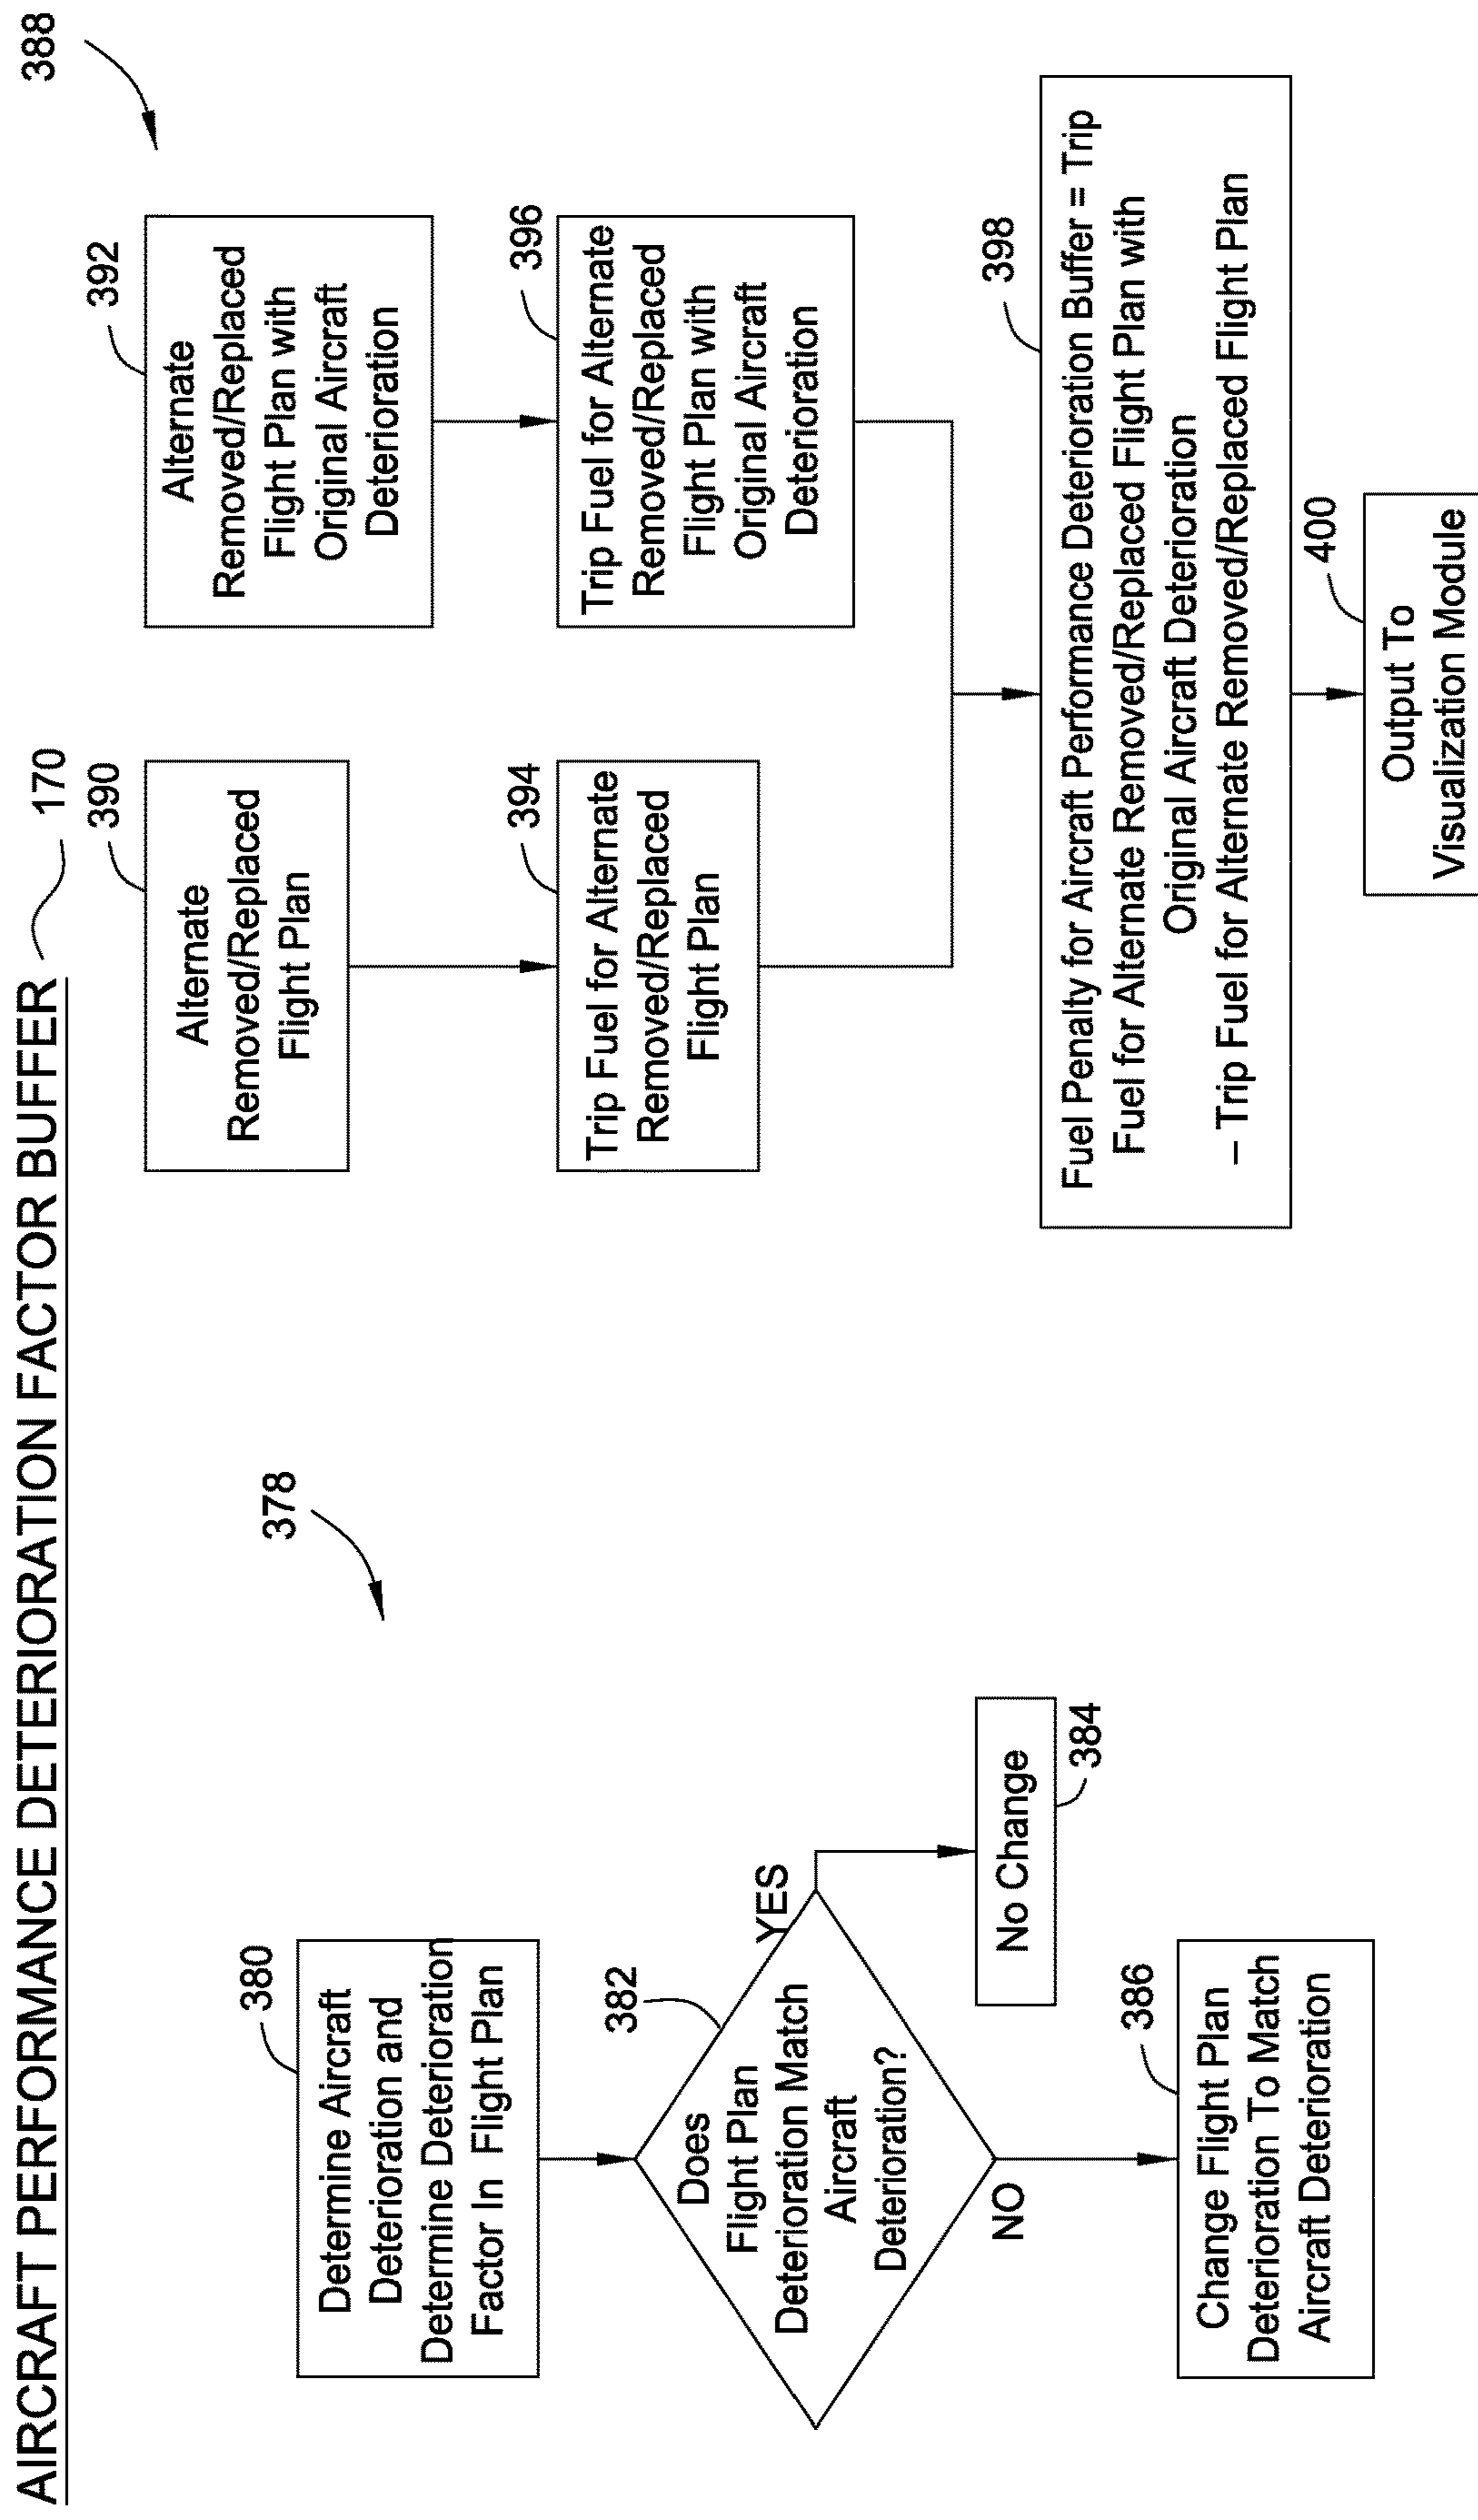 AIRCRAFT PERFORMANCE DETERIORATION FACTOR BUFFER
170
378
380
Determine Aircraft
Deterioration and
Determine Deterioration
Factor In Flight Plan
382
Does
Flight Plan
Deterioration Match
Aircraft
Deterioration?
YES
No Change
384
NO
386
Change Flight Plan
Deterioration To Match
Aircraft Deterioration
388
390
Alternate
Removed/Replaced
Flight Plan
392
Alternate
Removed/Replaced
Flight Plan with
Original Aircraft
Deterioration
394
Trip Fuel for Alternate
Removed/Replaced
Flight Plan
396
Trip Fuel for Alternate
Removed/Replaced
Flight Plan with
Original Aircraft
Deterioration
398
Fuel Penalty for Aircraft Performance Deterioration Buffer = Trip
Fuel for Alternate Removed/Replaced Flight Plan with
Original Aircraft Deterioration
– Trip Fuel for Alternate Removed/Replaced Flight Plan
400
Output To
Visualization Module